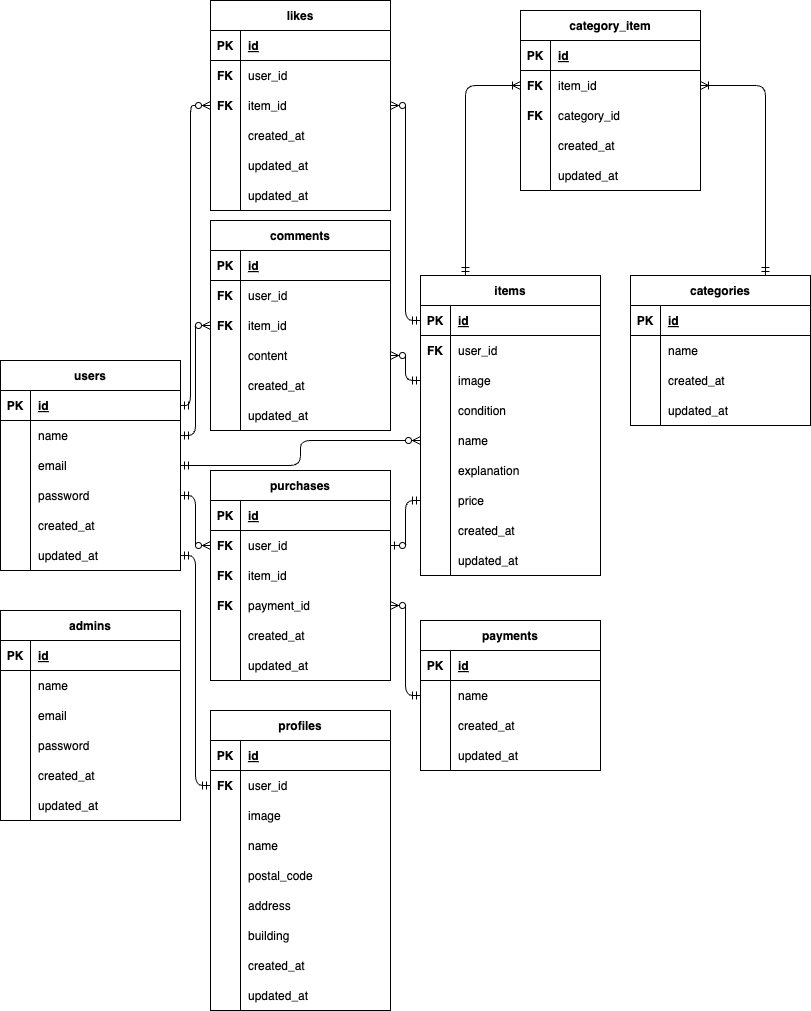 likes
PK id
FK user_id
FK item_id
created_at
updated_at
updated_at
category_item
PK id
FK item_id
FK category_id
created_at
updated_at
comments
PK id
FK user_id
FK item_id
content
created_at
updated_at
items
PK id
FK user_id
image
condition
name
explanation
price
created_at
updated_at
categories
PK id
name
created_at
updated_at
users
PK id
name
email
password
created_at
updated_at
purchases
PK id
FK user_id
FK item_id
FK payment_id
created_at
updated_at
admins
PK id
name
email
password
created_at
updated_at
payments
PK id
name
created_at
updated_at
profiles
PK id
FK user_id
image
name
postal_code
address
building
created_at
updated_at